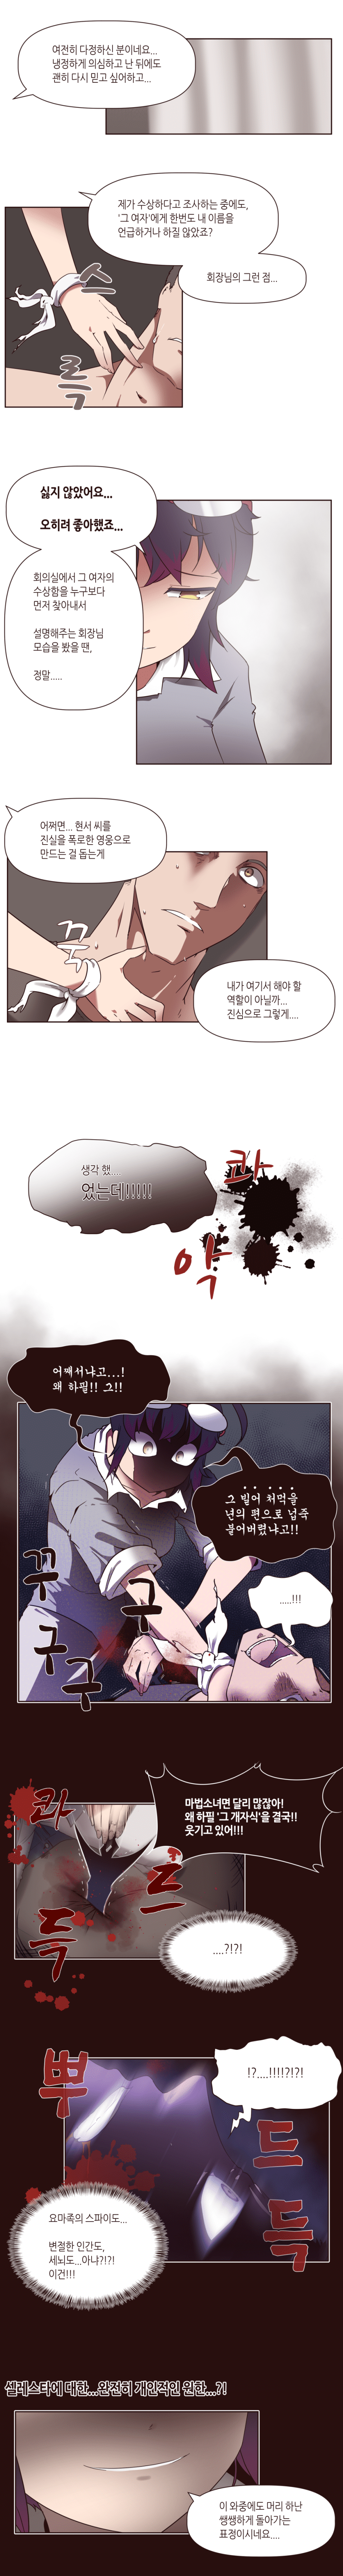 여전히 다정하신 분이네요...
냉정하게 의심하고 난 뒤에도
괜히 다시 믿고 싶어하고...
제가 수상하다고 조사하는 중에도,
'그 여자'에게 한번도 내 이름을
언급하거나 하질 않았죠?
회장님의 그런 점...
스
륵
싫지 않았어요...
오히려 좋아했죠...
회의실에서 그 여자의
수상함을 누구보다
먼저 찾아내서
설명해주는 회장님
모습을 봤을 땐,
정말.....
어쩌면... 현서 씨를
진실을 폭로한 영웅으로
만드는 걸 돕는게
꾹
내가 여기서 해야 할
역할이 아닐까...
진심으로 그렇게....
생각 했....
었는데!!!!!
콰
악
어째서냐고...!
왜 하필!! 그!!
그 빌어 처먹을
년의 편으로 넙죽
붙어버렸냐고!!
꾸
구
구
구
.....!!!
마법소녀면 달리 많잖아!
왜 하필 '그 개자식'을 결국!!
웃기고 있어!!!
콰
드
득
....?!?!
뿌
드
득
!?....!!!!?!?!
요마족의 스파이도...
변절한 인간도,
세뇌도...아냐?!?!
이건!!!
셀레스타에 대한...완전히 개인적인 원한...?!
이 와중에도 머리 하난
쌩쌩하게 돌아가는
표정이시네요....